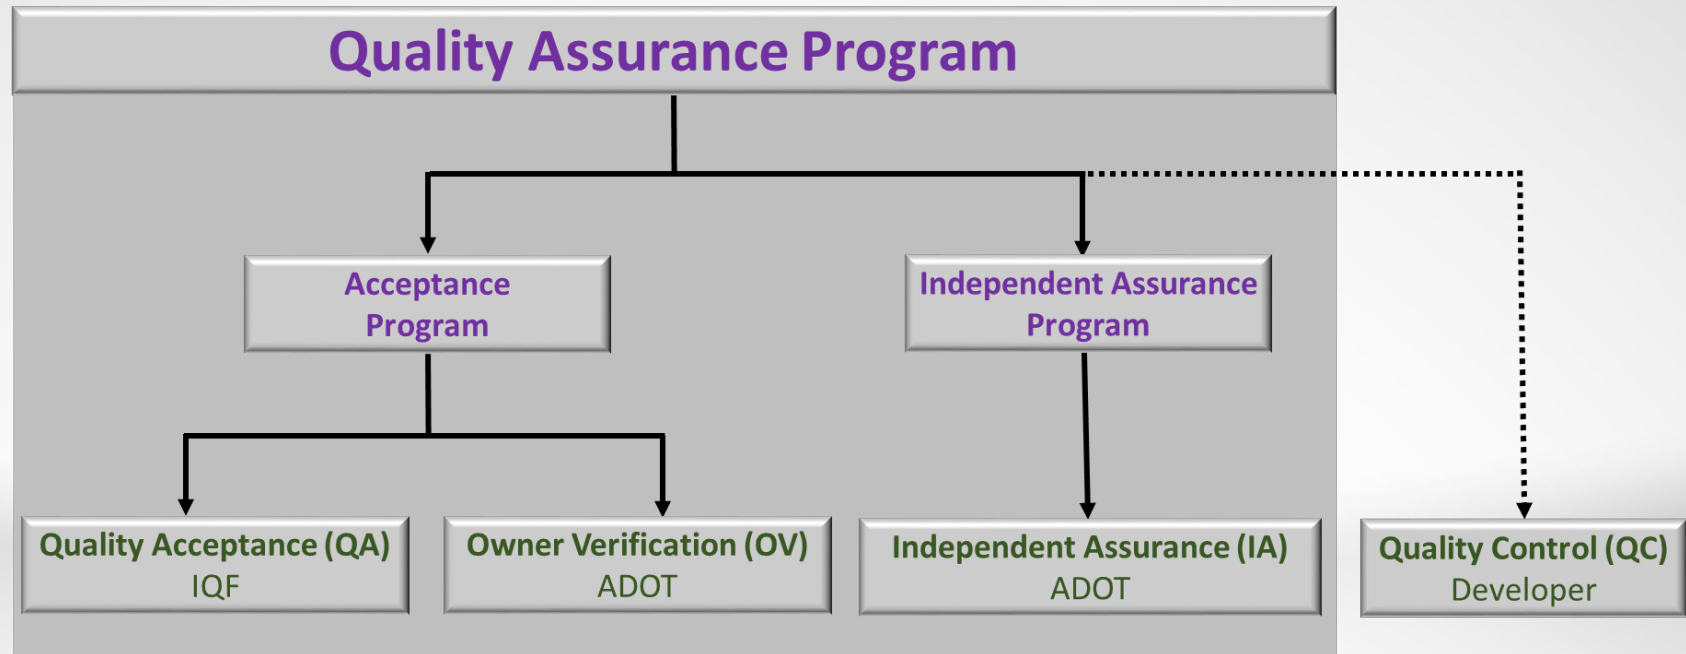 Quality Assurance Program
Acceptance
Program
Independent Assurance
Program
Quality Acceptance (QA)
IQF
Owner Verification (OV)
ADOT
Independent Assurance (IA)
ADOT
Quality Control (QC)
Developer